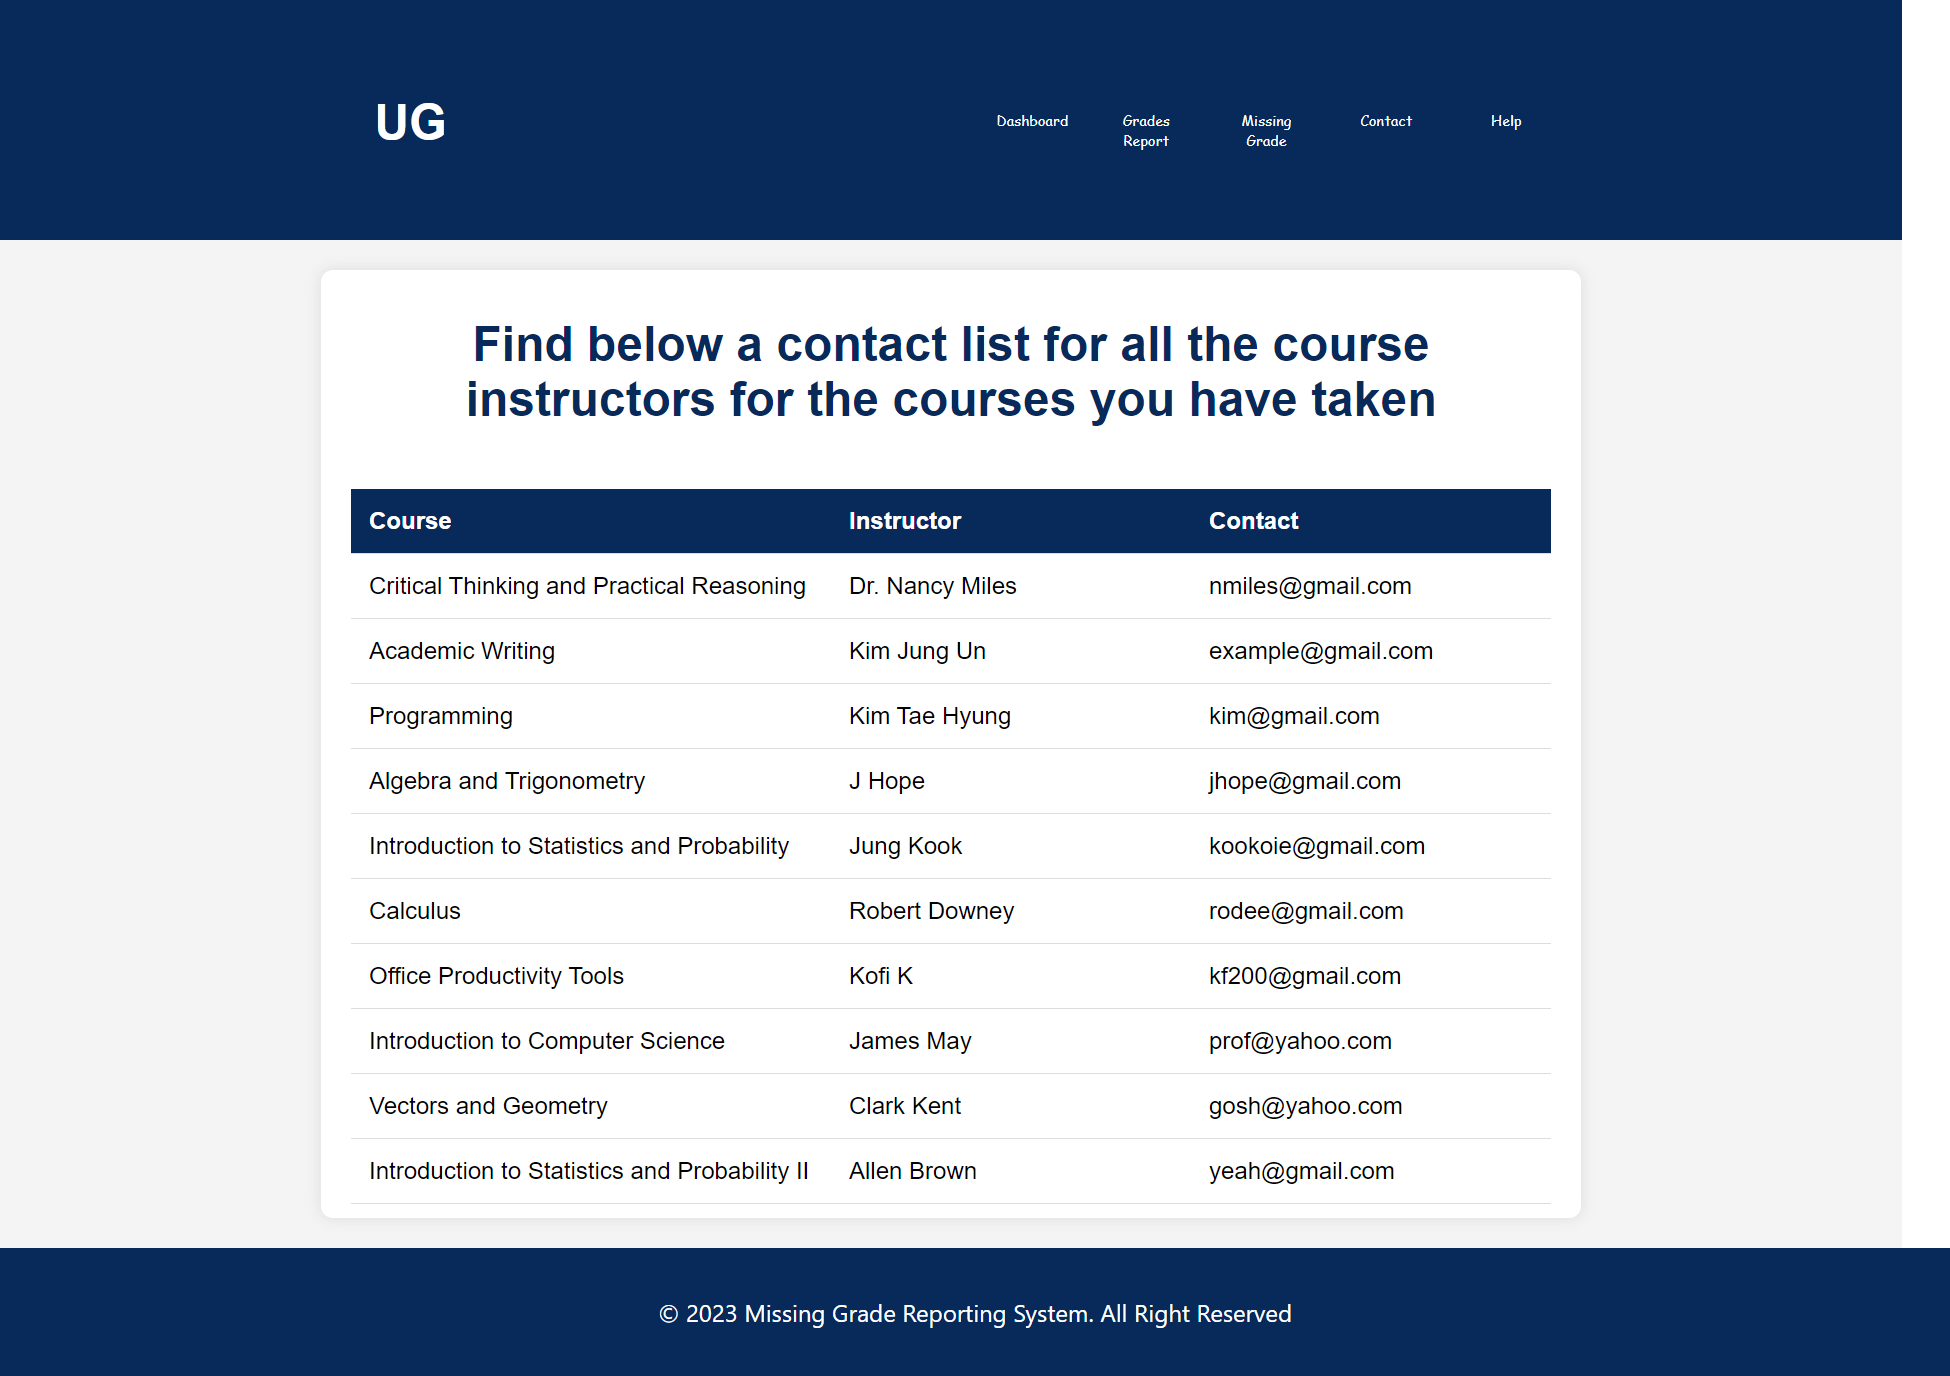 UG
Dashboard
Grades
Report
Missing
Grade
Contact
Help
Find below a contact list for all the course
instructors for the courses you have taken
Course Instructor Contact
Critical Thinking and Practical Reasoning Dr. Nancy Miles nmiles@gmail.com
Academic Writing Kim Jung Un example@gmail.com
Programming Kim Tae Hyung kim@gmail.com
Algebra and Trigonometry J Hope jhope@gmail.com
Introduction to Statistics and Probability Jung Kook kookoie@gmail.com
Calculus Robert Downey rodee@gmail.com
Office Productivity Tools Kofi K kf200@gmail.com
Introduction to Computer Science James May prof@yahoo.com
Vectors and Geometry Clark Kent gosh@yahoo.com
Introduction to Statistics and Probability II Allen Brown yeah@gmail.com
© 2023 Missing Grade Reporting System. All Right Reserved